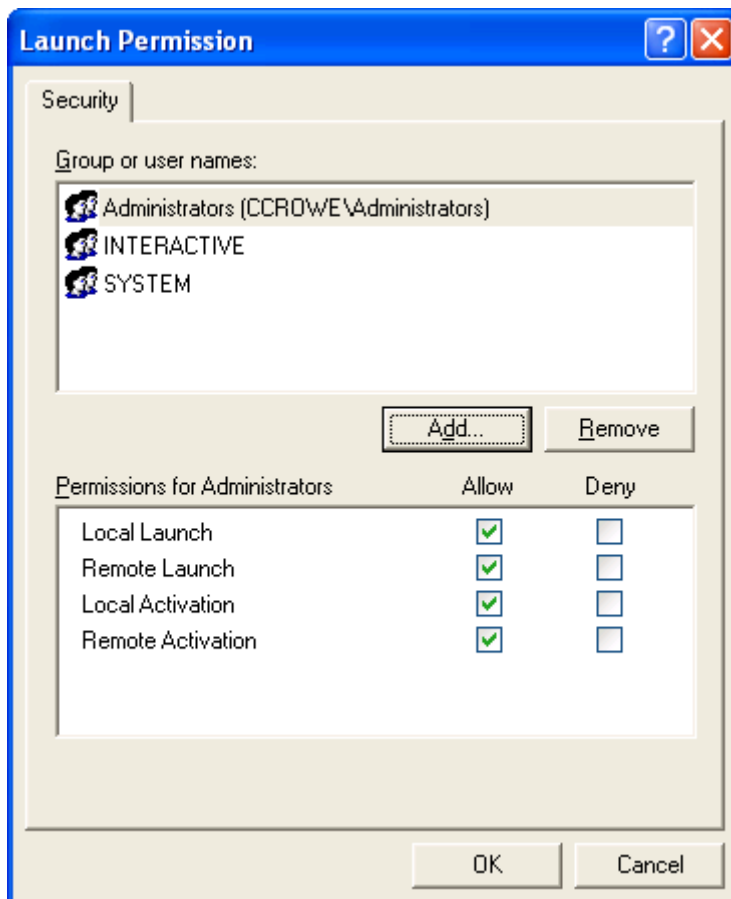 Launch Permission
Security
Group or user names:
Administrators (CCROWE\Administrators)
INTERACTIVE
SYSTEM
Add... Remove
Permissions for Administrators Allow Deny
Local Launch
Remote Launch
Local Activation
Remote Activation
OK Cancel